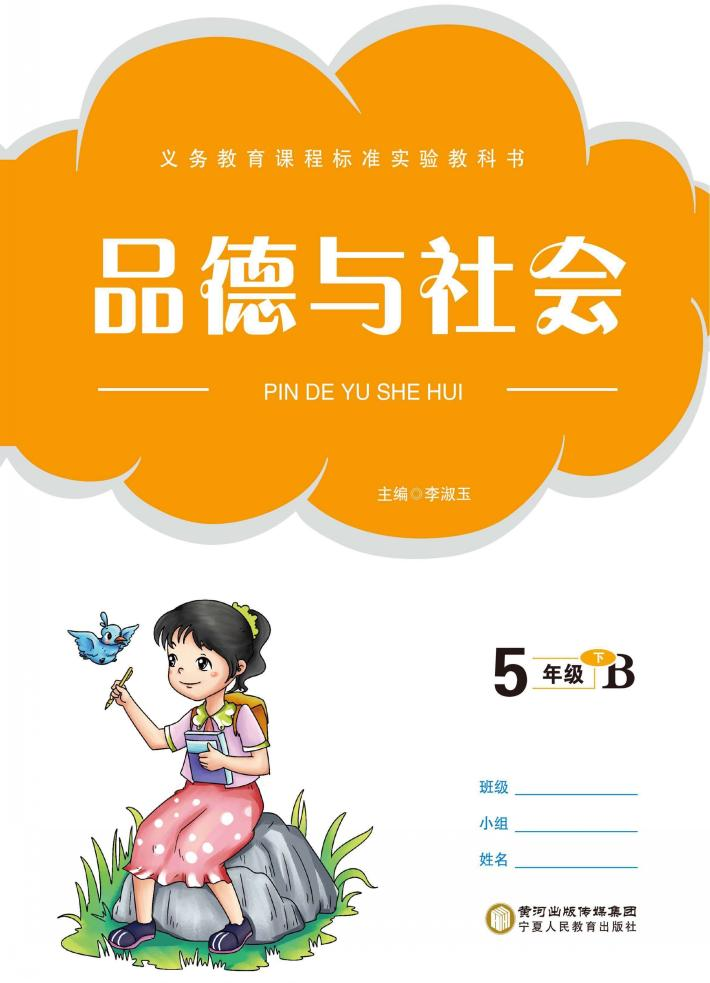 义务教育课程标准实验教科书
品德与社会
PIN DE YU SHE HUI
主编◎李淑玉
5年级 下 B
班级
小组
姓名
黄河出版传媒集团
宁夏人民教育出版社